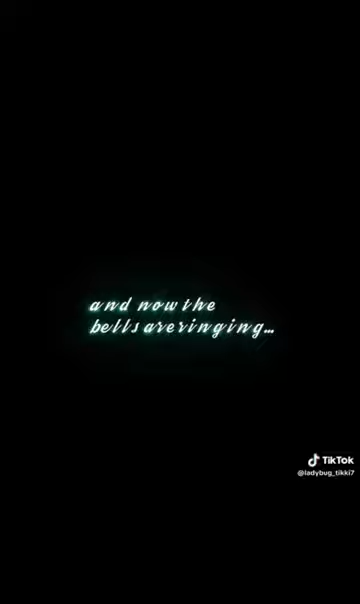 and now the
bells are ringing...
TikTok
@ladybug_tikki7